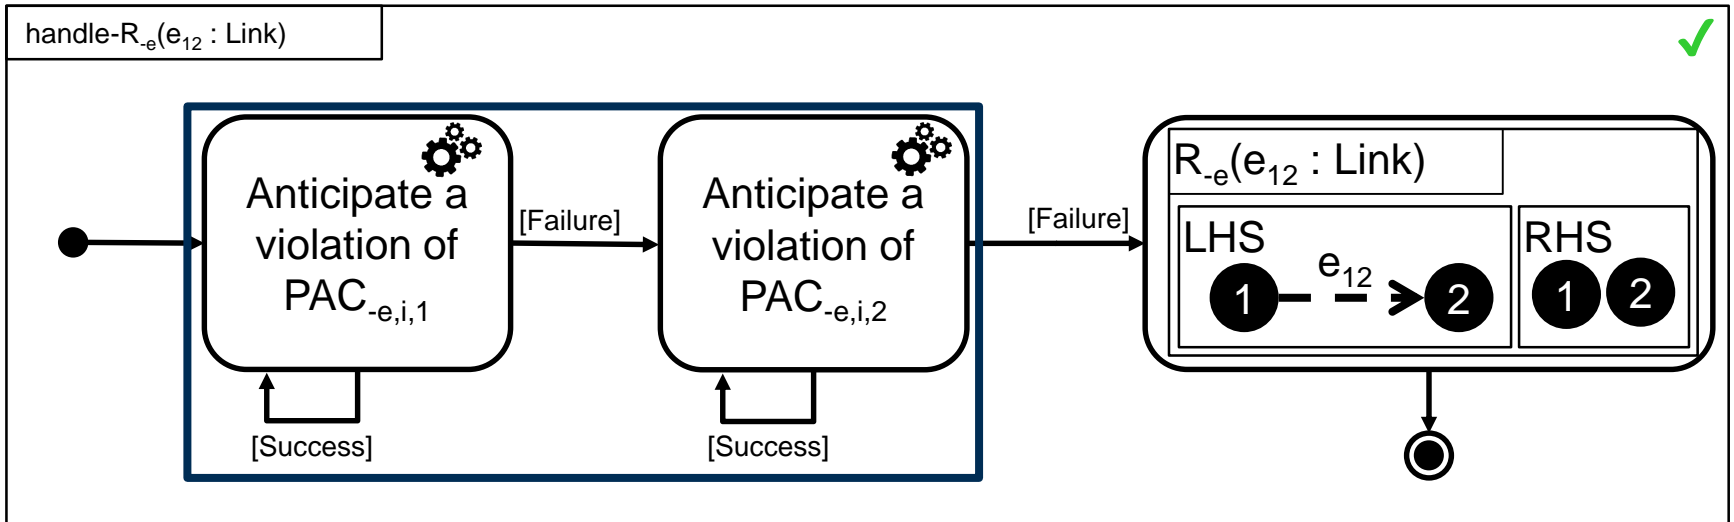 handle-R-e(e12 : Link)
Anticipate a
violation of
PAC-e,i,1
[Success]
[Failure]
Anticipate a
violation of
PAC-e,i,2
[Success]
[Failure]
R-e(e12 : Link)
LHS
1
e12
2
RHS
1 2